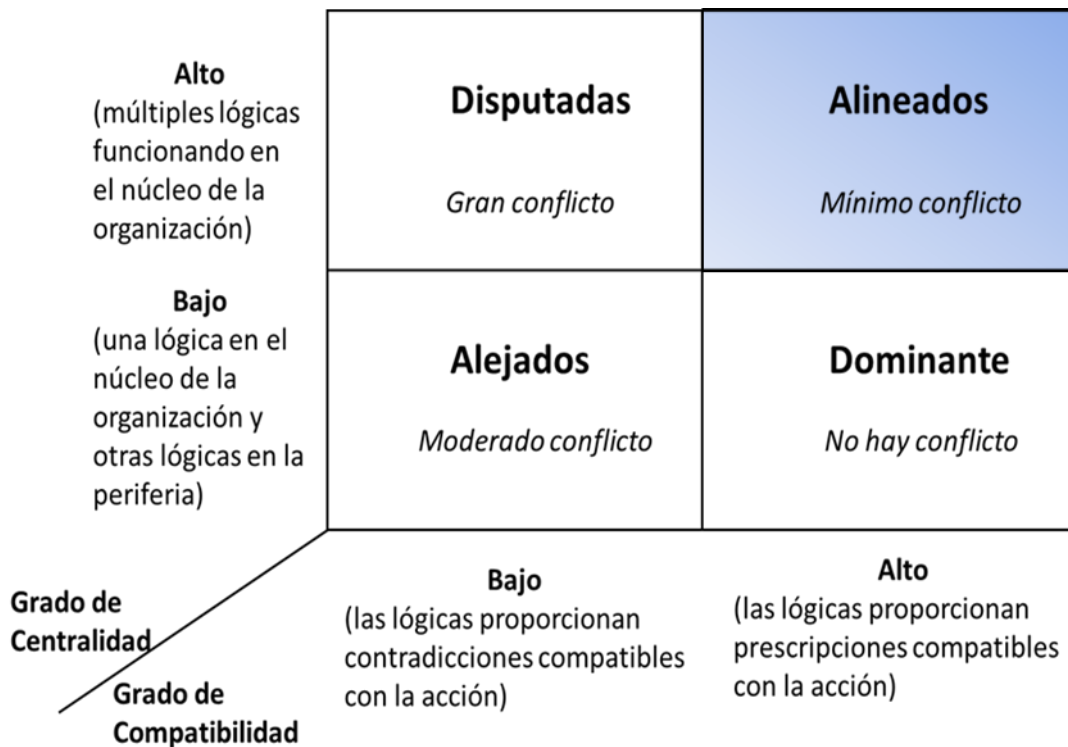 Alto
(múltiples lógicas
funcionando en
el núcleo de la
organización)
Disputadas
Gran conflicto
Alineados
Mínimo conflicto
Bajo
(una lógica en el
núcleo de la
organización y
otras lógicas en la
periferia)
Alejados
Moderado conflicto
Dominante
No hay conflicto
Grado de
Centralidad
Grado de
Compatibilidad
Bajo
(las lógicas proporcionan
contradicciones compatibles
con la acción)
Alto
(las lógicas proporcionan
prescripciones compatibles
con la acción)